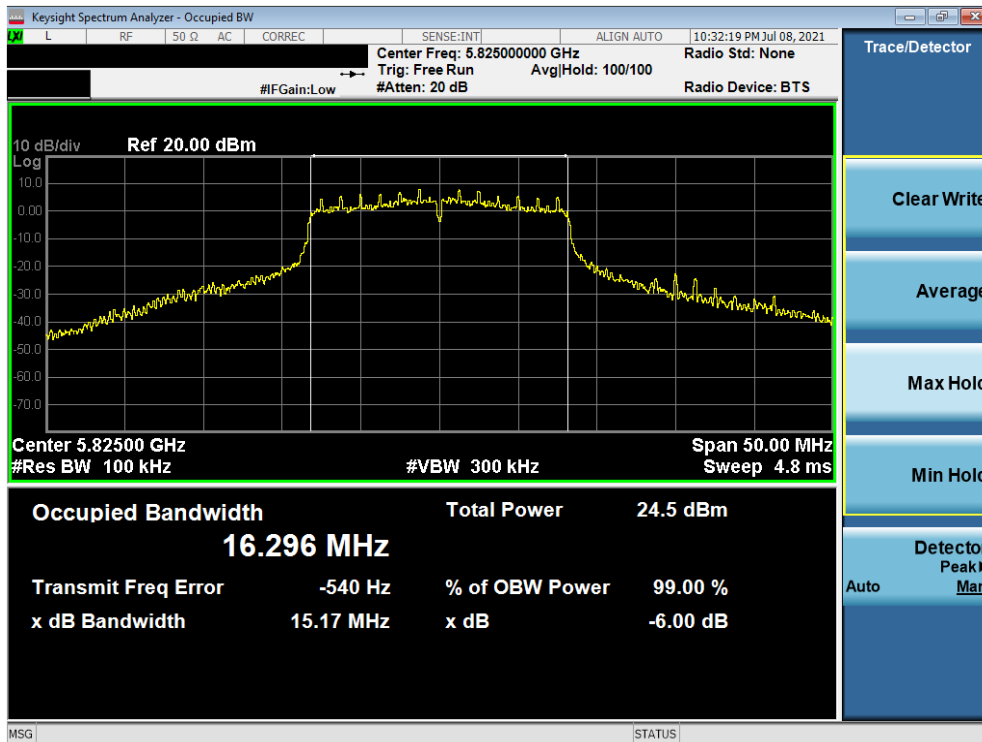 Keysight Spectrum Analyzer - Occupied BW
LXI L RF 50 Ω AC CORREC SENSE:INT ALIGN AUTO 10:32:19 PM Jul 08, 2021
Center Freq: 5.825000000 GHz Radio Std: None
Trig: Free Run Avg|Hold: 100/100
#IFGain:Low #Atten: 20 dB Radio Device: BTS
Trace/Detector
10 dB/div Ref 20.00 dBm
Log
10.0
0.00
-10.0
-20.0
-30.0
-40.0
-50.0
-60.0
-70.0
Center 5.82500 GHz Span 50.00 MHz
#Res BW 100 kHz #VBW 300 kHz Sweep 4.8 ms
Occupied Bandwidth Total Power 24.5 dBm
16.296 MHz
Transmit Freq Error -540 Hz % of OBW Power 99.00 %
x dB Bandwidth 15.17 MHz x dB -6.00 dB
Clear Write
Average
Max Hold
Min Hold
Detector
Peak
Auto Man
MSG STATUS